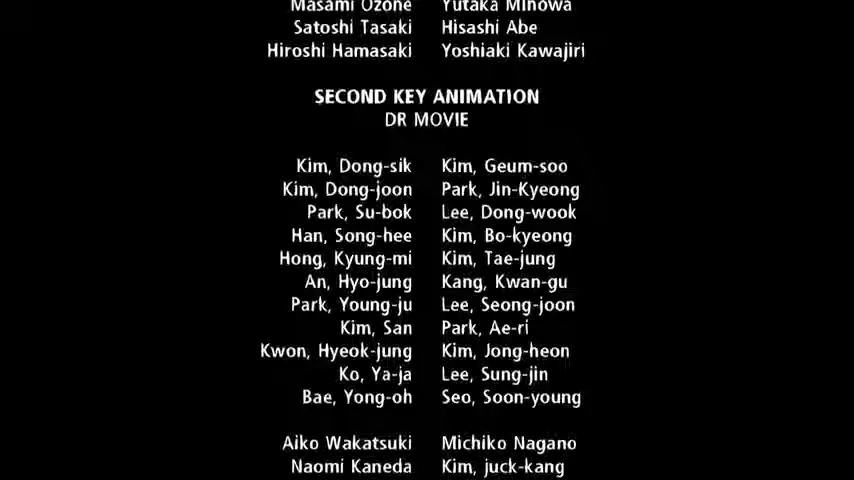 Masami Ozone Yutaka Minowa
Satoshi Tasaki Hisashi Abe
Hiroshi Hamasaki Yoshiaki Kawajiri
SECOND KEY ANIMATION
DR MOVIE
Kim, Dong-sik Kim, Geum-soo
Kim, Dong-joon Park, Jin-Kyeong
Park, Su-bok Lee, Dong-wook
Han, Song-hee Kim, Bo-kyeong
Hong, Kyung-mi Kim, Tae-jung
An, Hyo-jung Kang, Kwan-gu
Park, Young-ju Lee, Seong-joon
Kim, San Park, Ae-ri
Kwon, Hyeok-jung Kim, Jong-heon
Ko, Ya-ja Lee, Sung-jin
Bae, Yong-oh Seo, Soon-young
Aiko Wakatsuki Michiko Nagano
Naomi Kaneda Kim, juck-kang